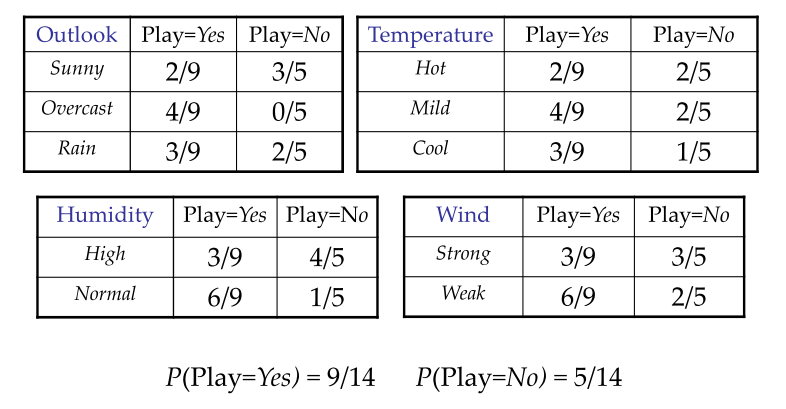 Outlook Play=Yes Play=No
Sunny 2/9 3/5
Overcast 4/9 0/5
Rain 3/9 2/5
Temperature Play=Yes Play=No
Hot 2/9 2/5
Mild 4/9 2/5
Cool 3/9 1/5
Humidity Play=Yes Play=No
High 3/9 4/5
Normal 6/9 1/5
Wind Play=Yes Play=No
Strong 3/9 3/5
Weak 6/9 2/5
P(Play=Yes) = 9/14 P(Play=No) = 5/14